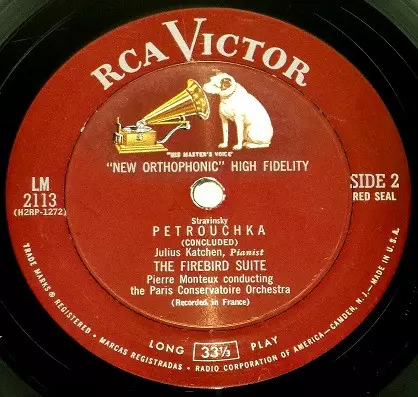 RCA VICTOR
"HIS MASTER'S VOICE"
"NEW ORTHOPHONIC" HIGH FIDELITY
LM
2113
(H2RP-1272)
SIDE 2
RED SEAL
Stravinsky
PETROUCHKA
(CONCLUDED)
Julius Katchen, Pianist
THE FIREBIRD SUITE
Pierre Monteux conducting
the Paris Conservatoire Orchestra
(Recorded in France)
LONG 33⅓ PLAY
TRADE MARKS ® REGISTERED • MARCAS REGISTRADAS • RADIO CORPORATION OF AMERICA—CAMDEN, N.J.—MADE IN U.S.A.